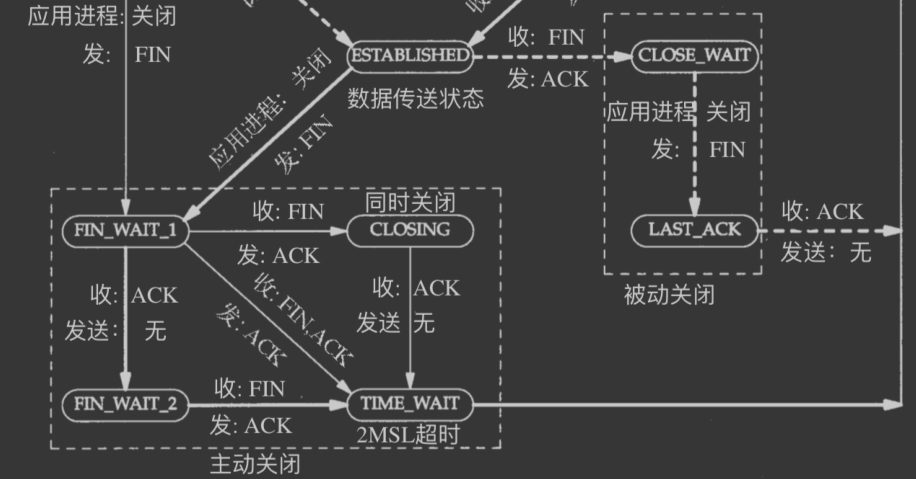 应用进程: 关闭
发: FIN
收
ESTABLISHED
收: FIN
发: ACK
CLOSE_WAIT
数据传送状态
应用进程: 关闭
发: FIN
应用进程 关闭
发: FIN
FIN_WAIT_1
收: FIN
发: ACK
同时关闭
CLOSING
LAST_ACK
收: ACK
发送: 无
被动关闭
收: ACK
发送: 无
收: FIN,ACK
发: ACK
收: ACK
发送 无
FIN_WAIT_2
收: FIN
发: ACK
TIME_WAIT
2MSL超时
主动关闭